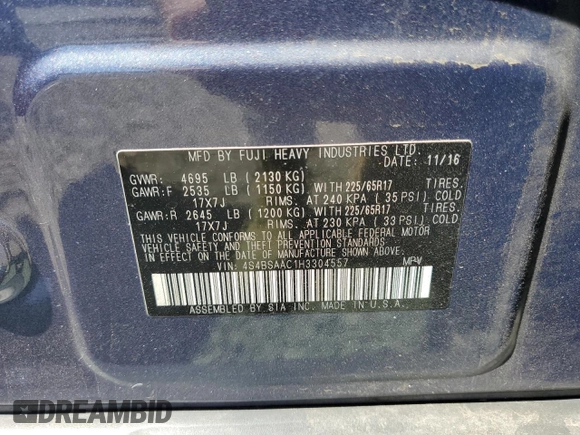 MFD BY FUJI HEAVY INDUSTRIES LTD.
DATE: 11/16
GVWR: 4695 LB (2130 KG)
GAWR:F 2535 LB (1150 KG) WITH 225/65R17 TIRES.
17X7J RIMS. AT 240 KPA (35 PSI) COLD
GAWR:R 2645 LB (1200 KG) WITH 225/65R17 TIRES.
17X7J RIMS. AT 230 KPA (33 PSI) COLD
THIS VEHICLE CONFORMS TO ALL APPLICABLE FEDERAL MOTOR
VEHICLE SAFETY AND THEFT PREVENTION STANDARDS IN EFFECT
ON THE DATE OF MANUFACTURE SHOWN ABOVE.
VIN: 4S4BSAAC1H3304557 MPV
ASSEMBLED BY SIA INC. MADE IN U.S.A.
DREAMBID